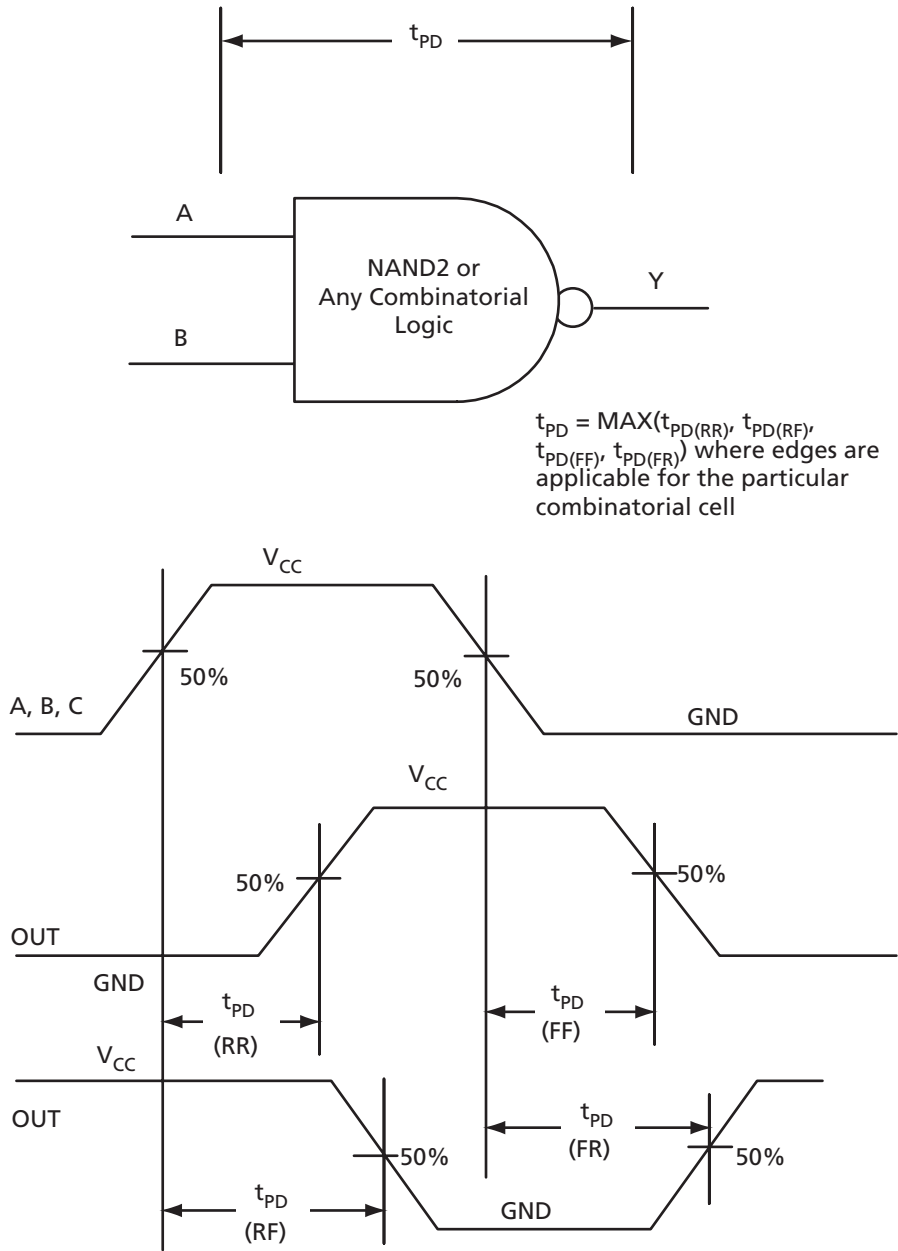 tPD
A
NAND2 or
Any Combinatorial
Logic
Y
B
tPD = MAX(tPD(RR), tPD(RF),
tPD(FF), tPD(FR)) where edges are
applicable for the particular
combinatorial cell
VCC
50%
50%
A, B, C
GND
VCC
50%
50%
OUT
GND
tPD
(RR)
tPD
(FF)
VCC
OUT
tPD
(FR)
50%
50%
tPD
(RF)
GND